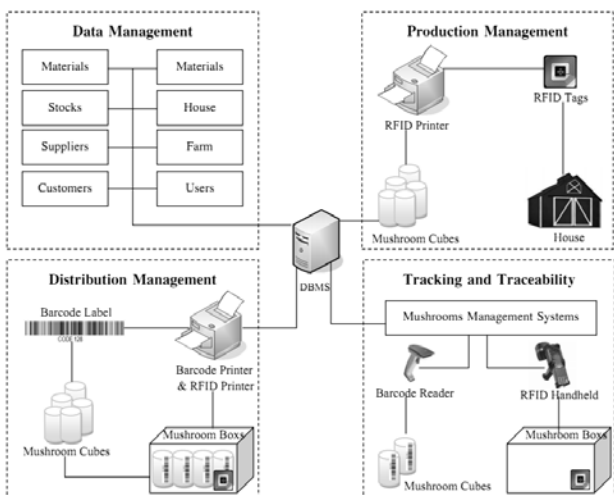 Data Management
Materials
Materials
Stocks
House
Suppliers
Farm
Customers
Users
Production Management
RFID Printer
RFID Tags
Mushroom Cubes
House
DBMS
Distribution Management
Barcode Label
CODE 128
Barcode Printer
& RFID Printer
Mushroom Cubes
Mushroom Boxs
Tracking and Traceability
Mushrooms Management Systems
Barcode Reader
RFID Handheld
Mushroom Cubes
Mushroom Boxs